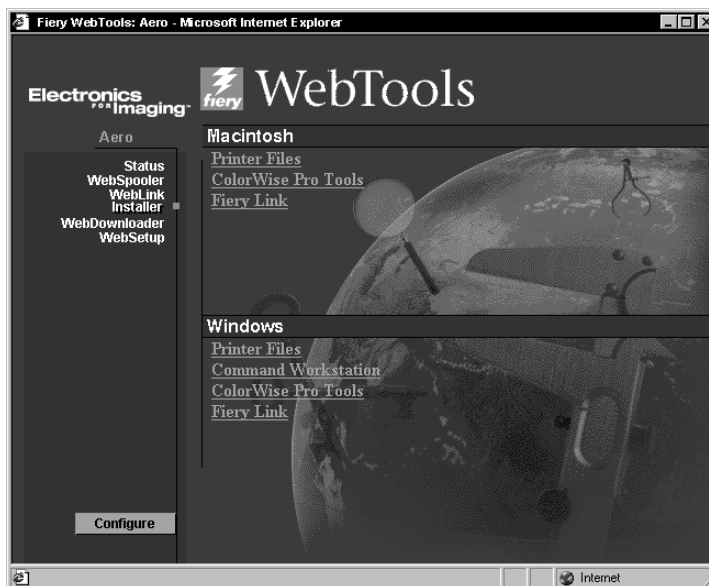 Fiery WebTools: Aero - Microsoft Internet Explorer
Electronics
FOR Imaging
fiery
WebTools
Aero
Status
WebSpooler
WebLink
Installer
WebDownloader
WebSetup
Configure
Macintosh
Printer Files
ColorWise Pro Tools
Fiery Link
Windows
Printer Files
Command Workstation
ColorWise Pro Tools
Fiery Link
Internet